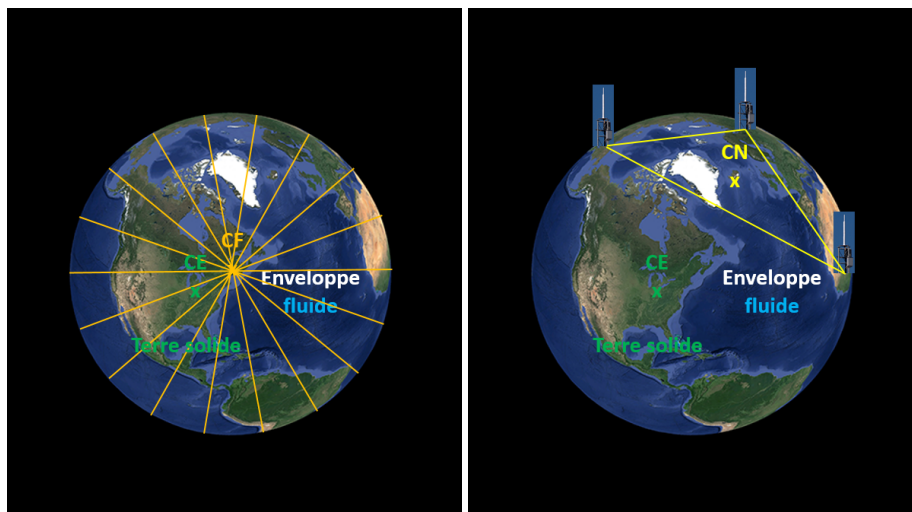 CF
CE
x
Enveloppe
fluide
Terre solide
CN
x
CE
x
Enveloppe
fluide
Terre solide